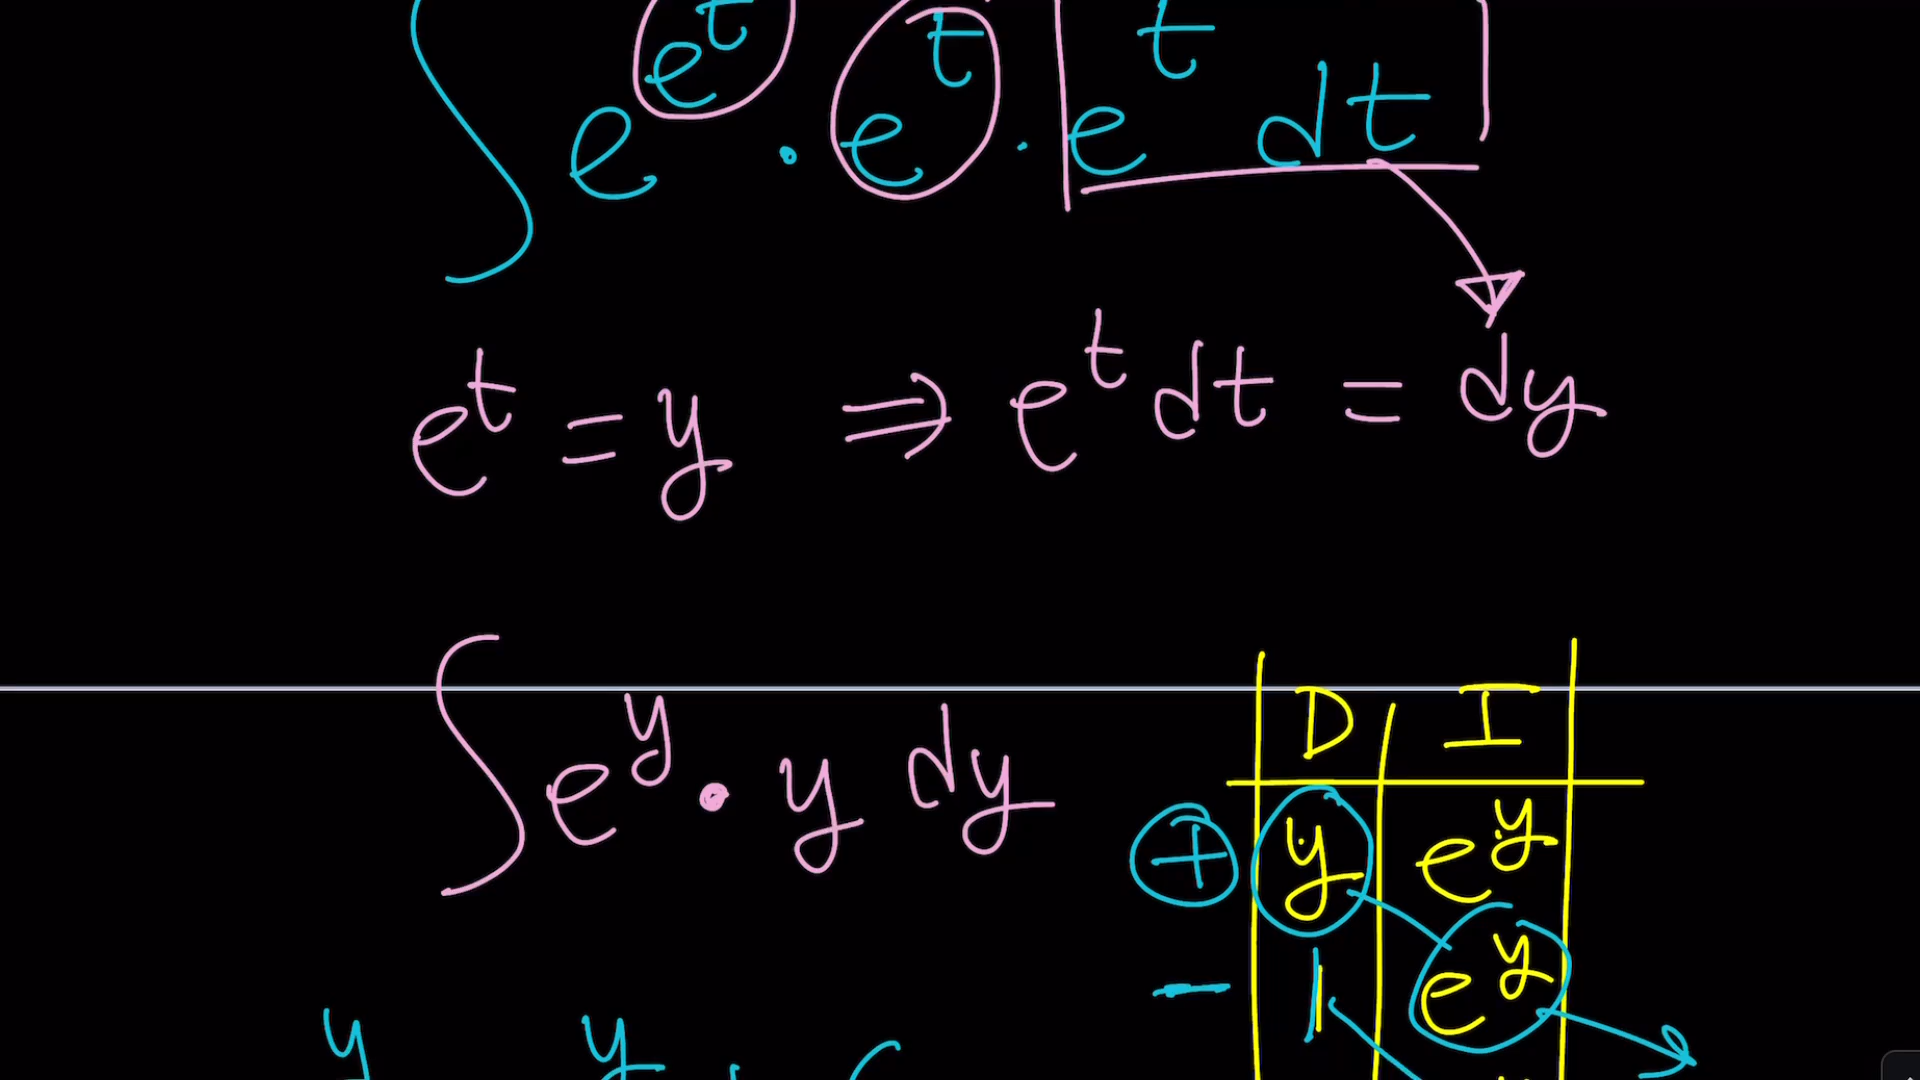 ∫ e^{e^t} · e^t · e^t dt
e^t = y ⇒ e^t dt = dy
∫ e^y · y dy
D I
+ y e^y
− 1 e^y
y y